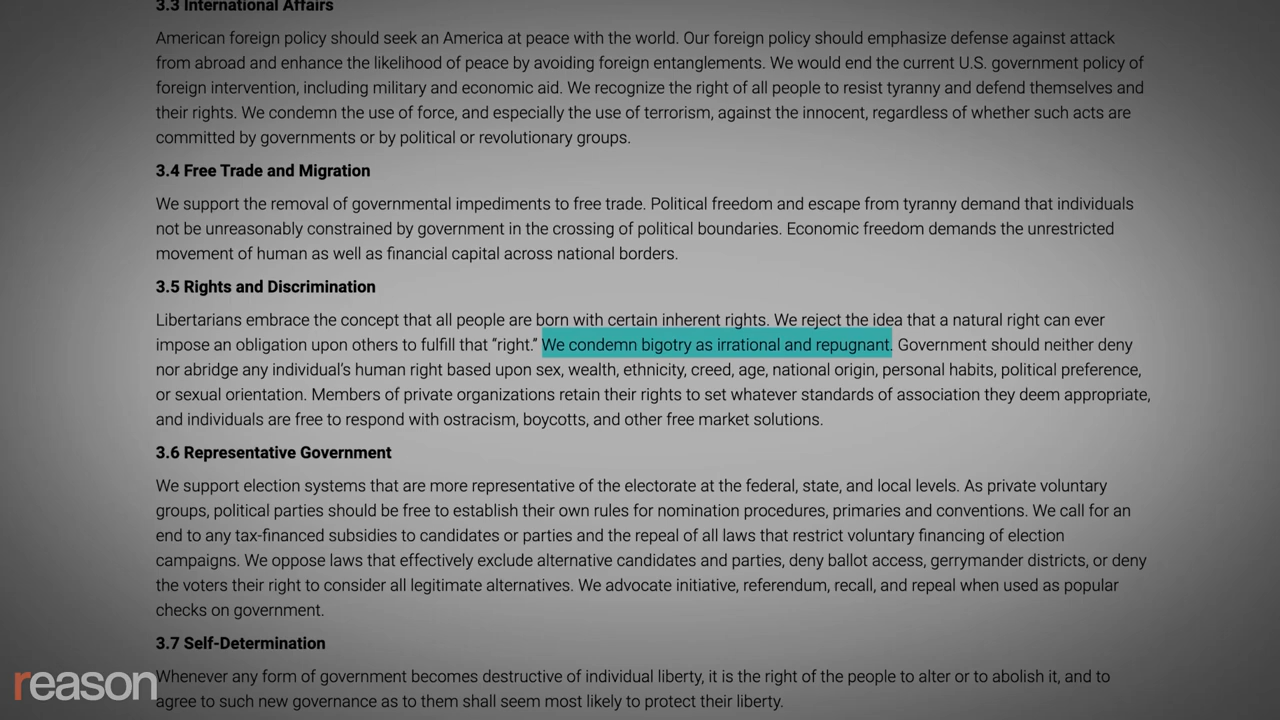 3.3 International Affairs
American foreign policy should seek an America at peace with the world. Our foreign policy should emphasize defense against attack
from abroad and enhance the likelihood of peace by avoiding foreign entanglements. We would end the current U.S. government policy of
foreign intervention, including military and economic aid. We recognize the right of all people to resist tyranny and defend themselves and
their rights. We condemn the use of force, and especially the use of terrorism, against the innocent, regardless of whether such acts are
committed by governments or by political or revolutionary groups.
3.4 Free Trade and Migration
We support the removal of governmental impediments to free trade. Political freedom and escape from tyranny demand that individuals
not be unreasonably constrained by government in the crossing of political boundaries. Economic freedom demands the unrestricted
movement of human as well as financial capital across national borders.
3.5 Rights and Discrimination
Libertarians embrace the concept that all people are born with certain inherent rights. We reject the idea that a natural right can ever
impose an obligation upon others to fulfill that “right.” We condemn bigotry as irrational and repugnant. Government should neither deny
nor abridge any individual’s human right based upon sex, wealth, ethnicity, creed, age, national origin, personal habits, political preference,
or sexual orientation. Members of private organizations retain their rights to set whatever standards of association they deem appropriate,
and individuals are free to respond with ostracism, boycotts, and other free market solutions.
3.6 Representative Government
We support election systems that are more representative of the electorate at the federal, state, and local levels. As private voluntary
groups, political parties should be free to establish their own rules for nomination procedures, primaries and conventions. We call for an
end to any tax-financed subsidies to candidates or parties and the repeal of all laws that restrict voluntary financing of election
campaigns. We oppose laws that effectively exclude alternative candidates and parties, deny ballot access, gerrymander districts, or deny
the voters their right to consider all legitimate alternatives. We advocate initiative, referendum, recall, and repeal when used as popular
checks on government.
3.7 Self-Determination
Whenever any form of government becomes destructive of individual liberty, it is the right of the people to alter or to abolish it, and to
agree to such new governance as to them shall seem most likely to protect their liberty.
reason